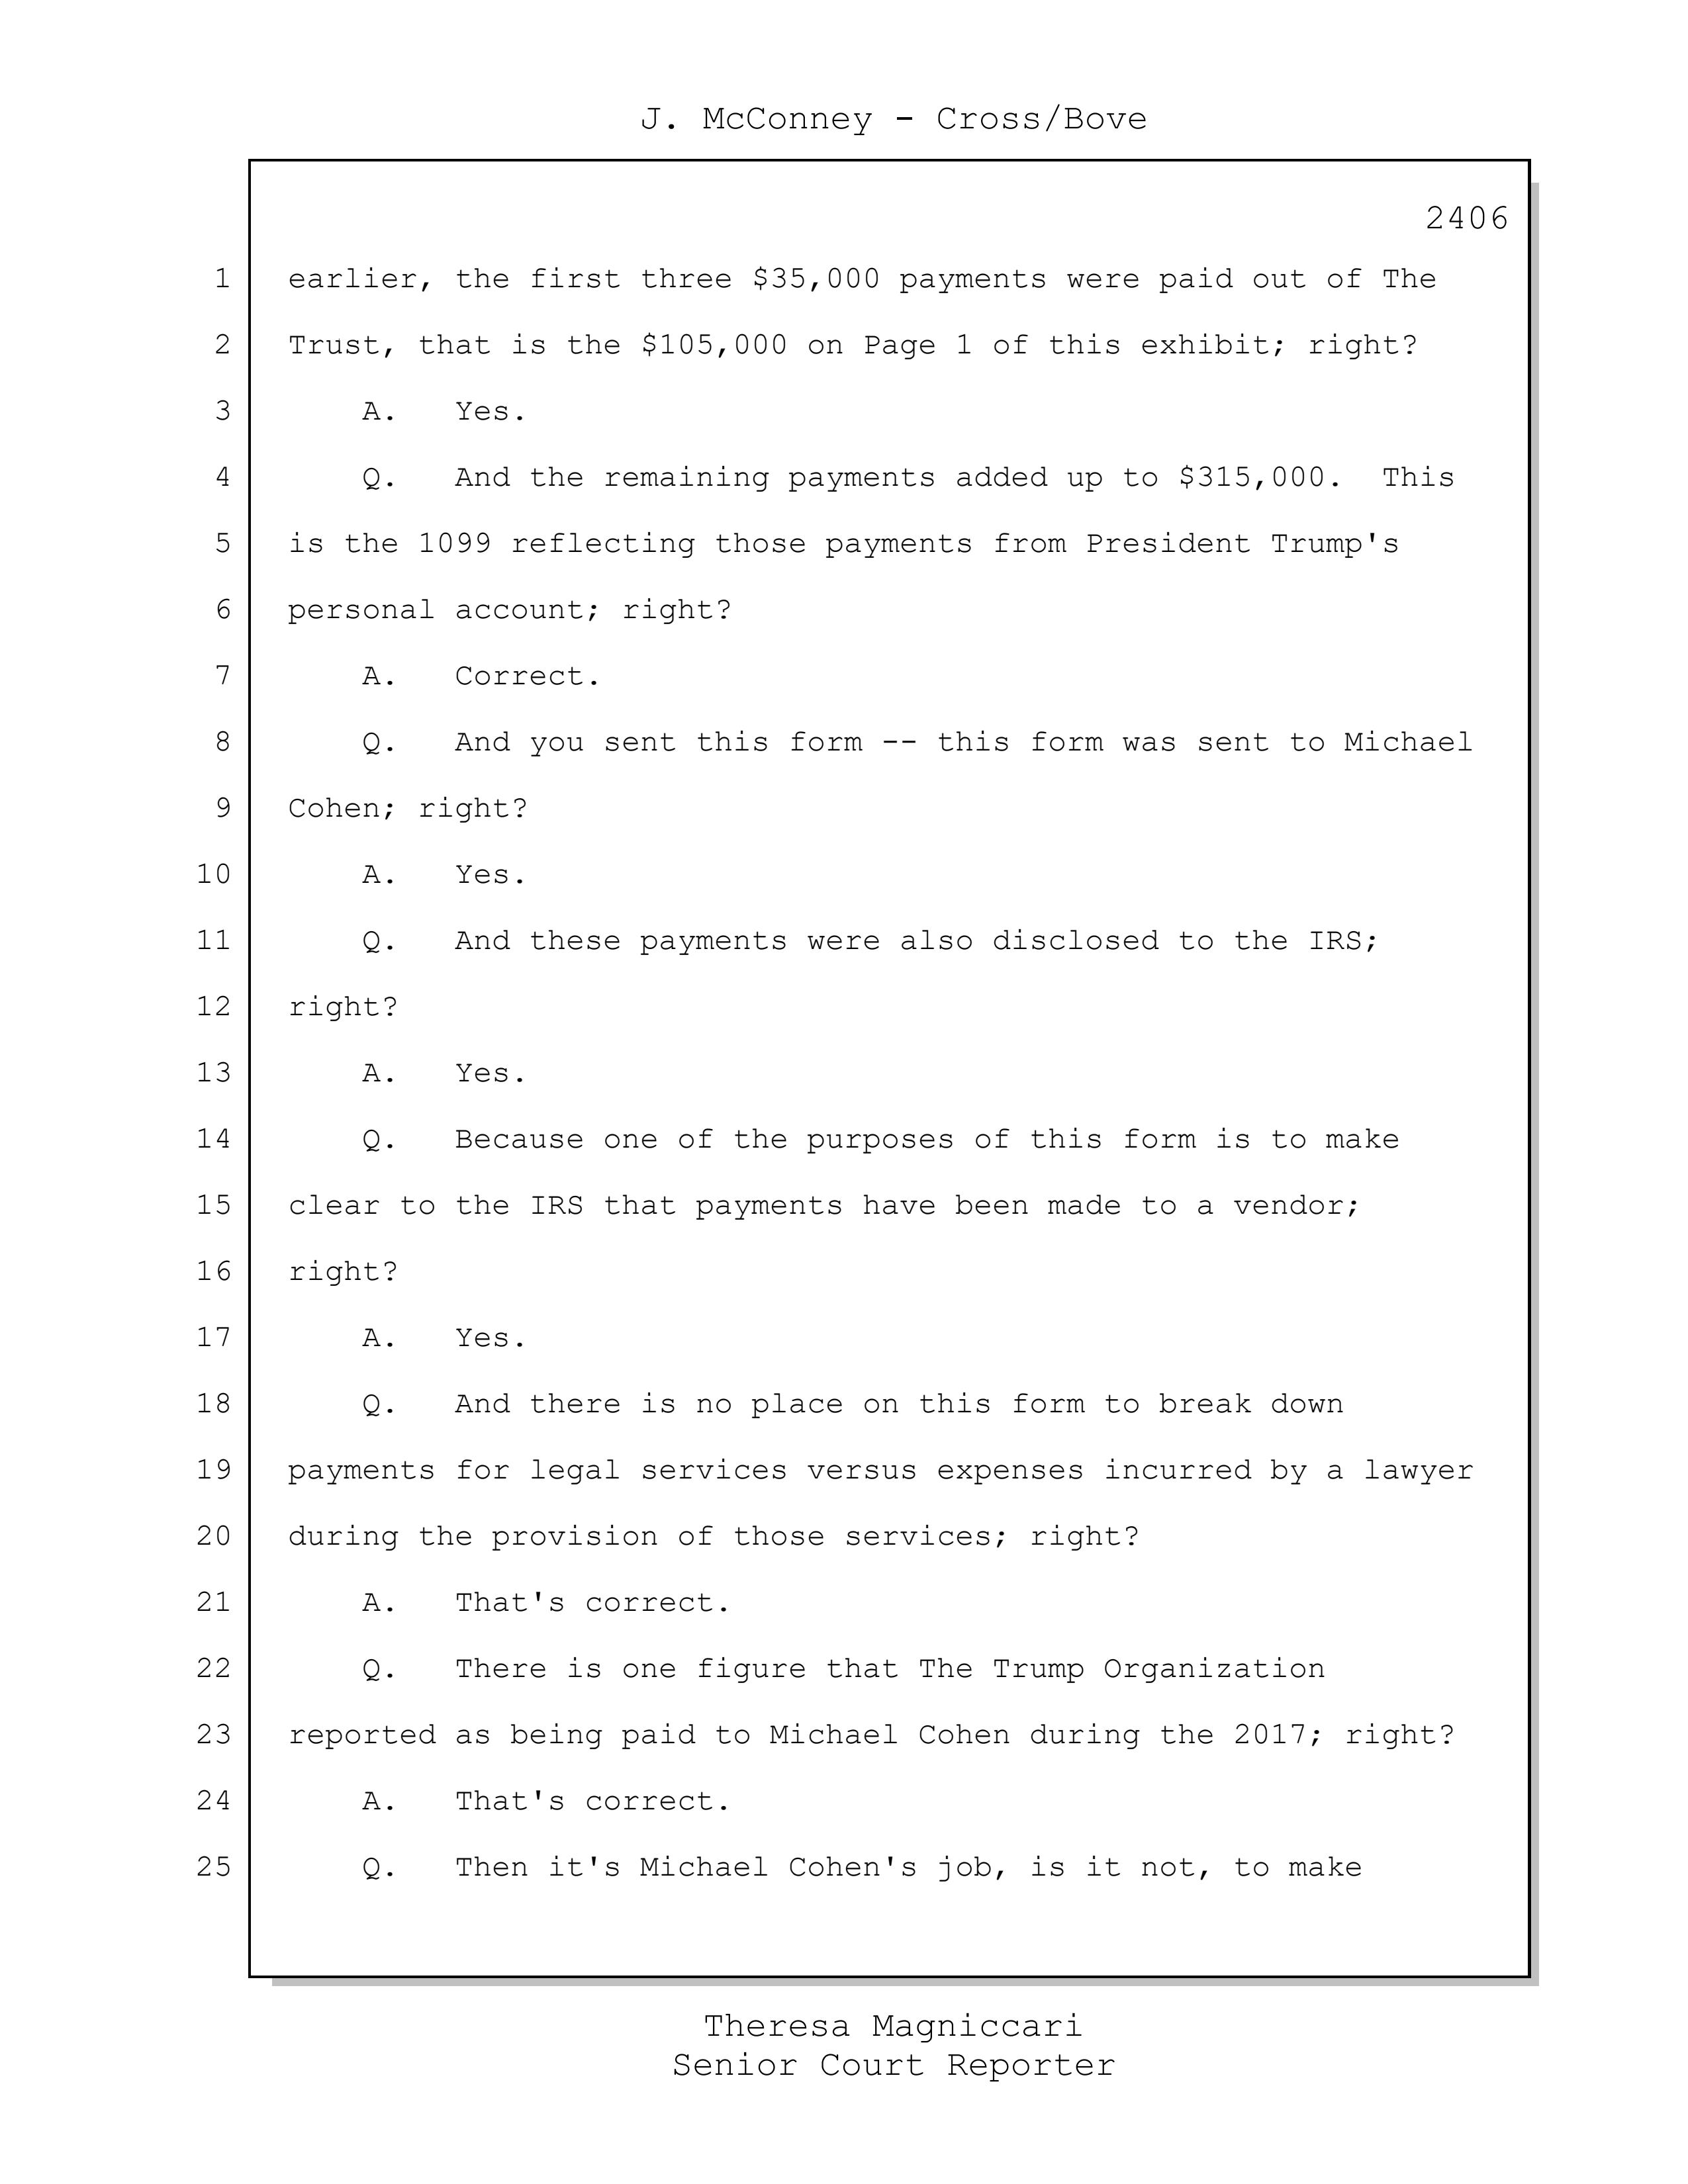 J. McConney - Cross/Bove
2406
1 earlier, the first three $35,000 payments were paid out of The
2 Trust, that is the $105,000 on Page 1 of this exhibit; right?
3 A. Yes.
4 Q. And the remaining payments added up to $315,000. This
5 is the 1099 reflecting those payments from President Trump's
6 personal account; right?
7 A. Correct.
8 Q. And you sent this form -- this form was sent to Michael
9 Cohen; right?
10 A. Yes.
11 Q. And these payments were also disclosed to the IRS;
12 right?
13 A. Yes.
14 Q. Because one of the purposes of this form is to make
15 clear to the IRS that payments have been made to a vendor;
16 right?
17 A. Yes.
18 Q. And there is no place on this form to break down
19 payments for legal services versus expenses incurred by a lawyer
20 during the provision of those services; right?
21 A. That's correct.
22 Q. There is one figure that The Trump Organization
23 reported as being paid to Michael Cohen during the 2017; right?
24 A. That's correct.
25 Q. Then it's Michael Cohen's job, is it not, to make
Theresa Magniccari
Senior Court Reporter